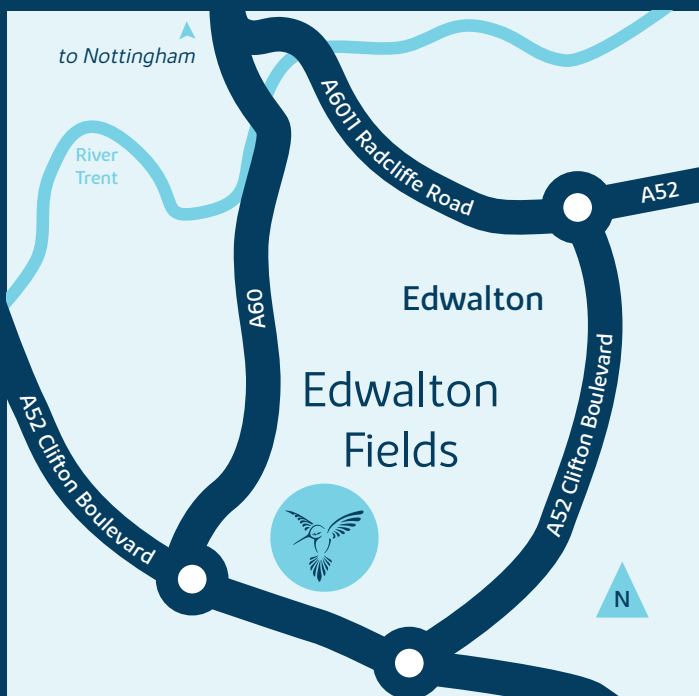 to Nottingham
River
Trent
A6011 Radcliffe Road
A52
A60
Edwalton
Edwalton
Fields
A52 Clifton Boulevard
A52 Clifton Boulevard
N